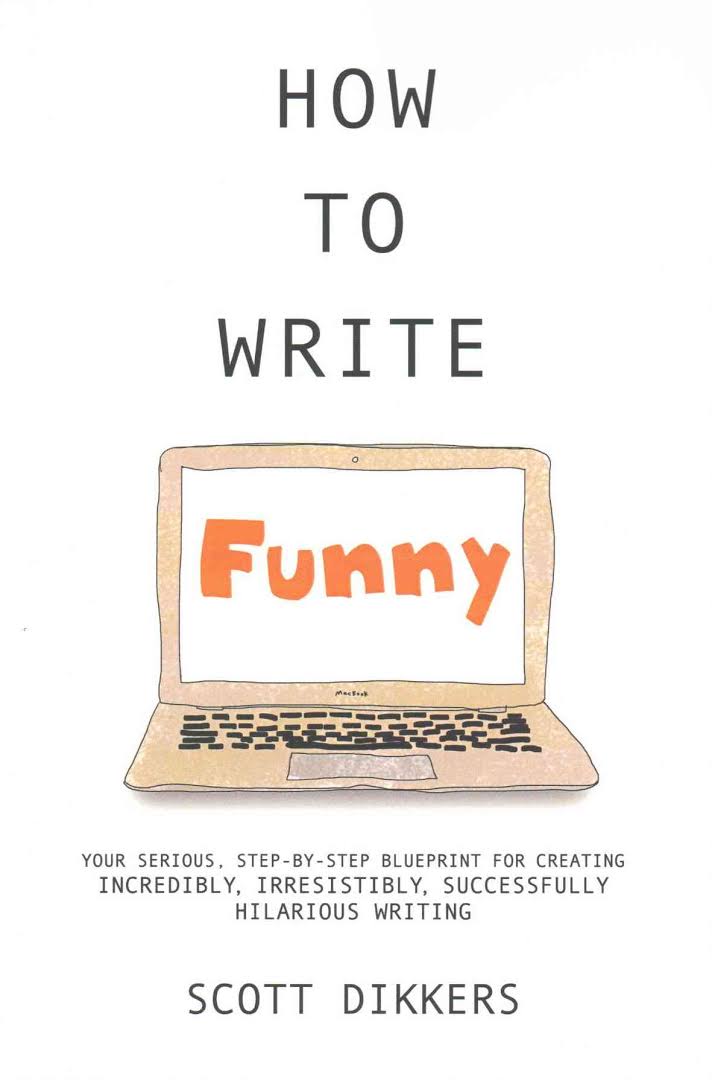 HOW
TO
WRITE
Funny
MacBook
YOUR SERIOUS, STEP-BY-STEP BLUEPRINT FOR CREATING
INCREDIBLY, IRRESISTIBLY, SUCCESSFULLY
HILARIOUS WRITING
SCOTT DIKKERS